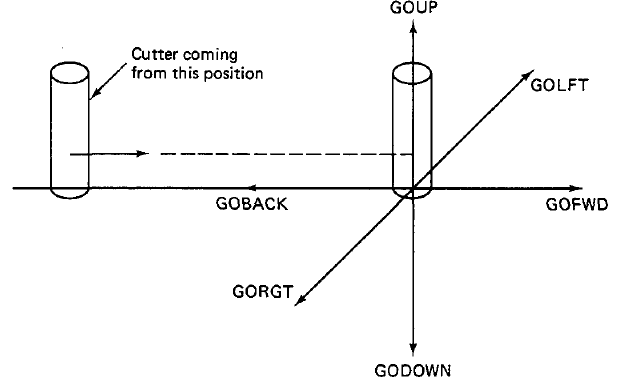 GOUP
Cutter coming
from this position
GOLFT
GOBACK
GOFWD
GORGT
GODOWN